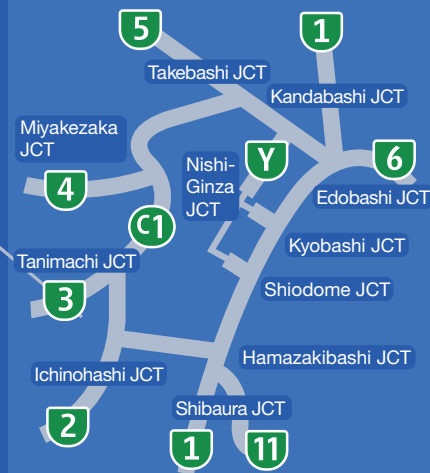 5
1
Takebashi JCT
Kandabashi JCT
Miyakezaka
JCT
Nishi-
Ginza
JCT
Y
6
4
Edobashi JCT
C1
Kyobashi JCT
Tanimachi JCT
Shiodome JCT
3
Hamazakibashi JCT
Ichinohashi JCT
Shibaura JCT
2
1
11